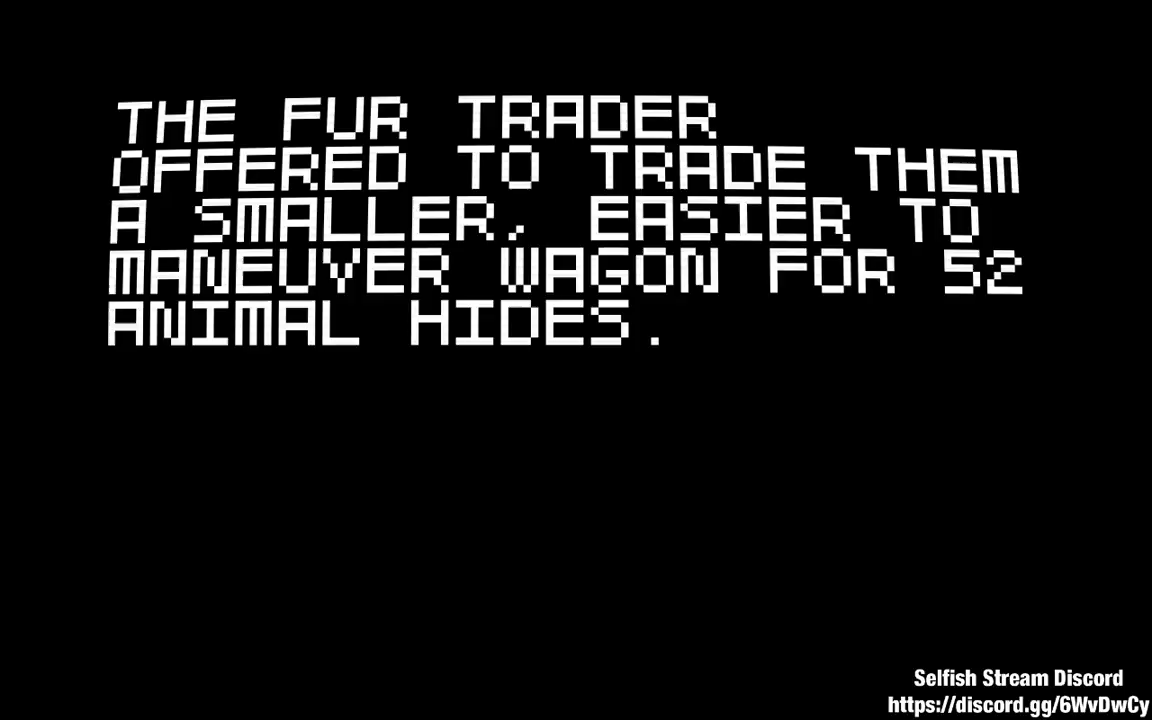 THE FUR TRADER
OFFERED TO TRADE THEM
A SMALLER, EASIER TO
MANEUVER WAGON FOR 52
ANIMAL HIDES.
Selfish Stream Discord
https://discord.gg/6WvDwCy